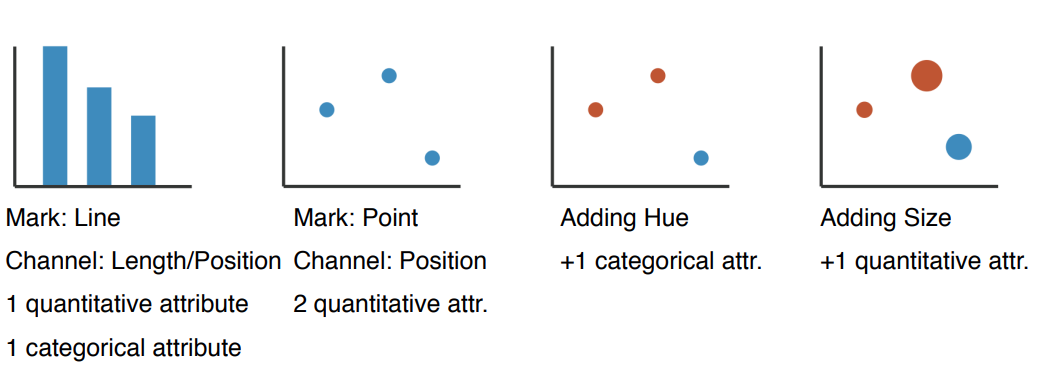 Mark: Line
Channel: Length/Position
1 quantitative attribute
1 categorical attribute
Mark: Point
Channel: Position
2 quantitative attr.
Adding Hue
+1 categorical attr.
Adding Size
+1 quantitative attr.